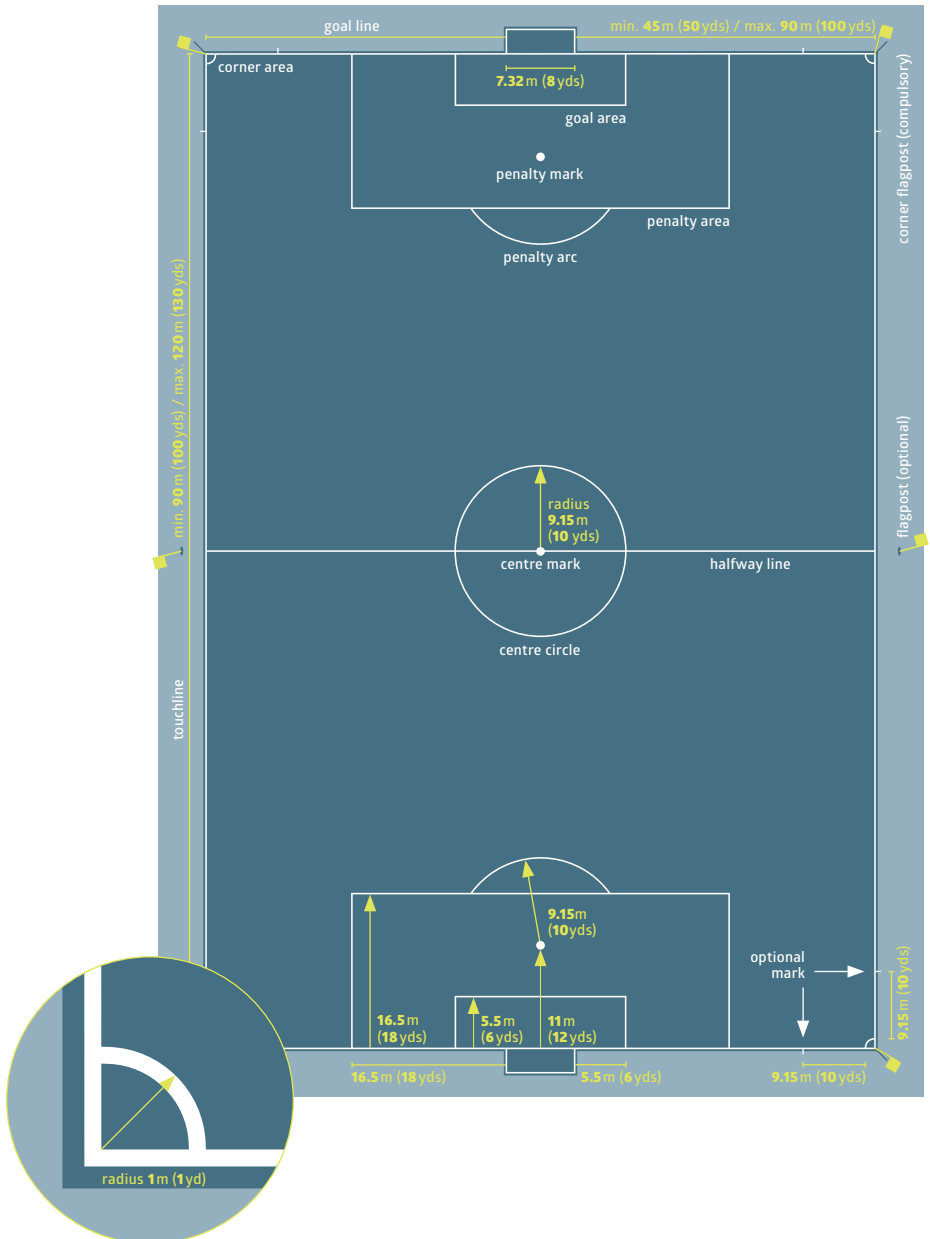 goal line
min. 45 m (50 yds) / max. 90 m (100 yds)
corner area
7.32 m (8 yds)
goal area
penalty mark
penalty area
penalty arc
corner flagpost (compulsory)
min. 90 m (100 yds) / max. 120 m (130 yds)
flagpost (optional)
radius
9.15 m
(10 yds)
centre mark
halfway line
centre circle
touchline
9.15m
(10 yds)
optional
mark
9.15 m (10 yds)
16.5 m
(18 yds)
5.5 m
(6 yds)
11 m
(12 yds)
16.5 m (18 yds)
5.5 m (6 yds)
9.15 m (10 yds)
radius 1 m (1 yd)